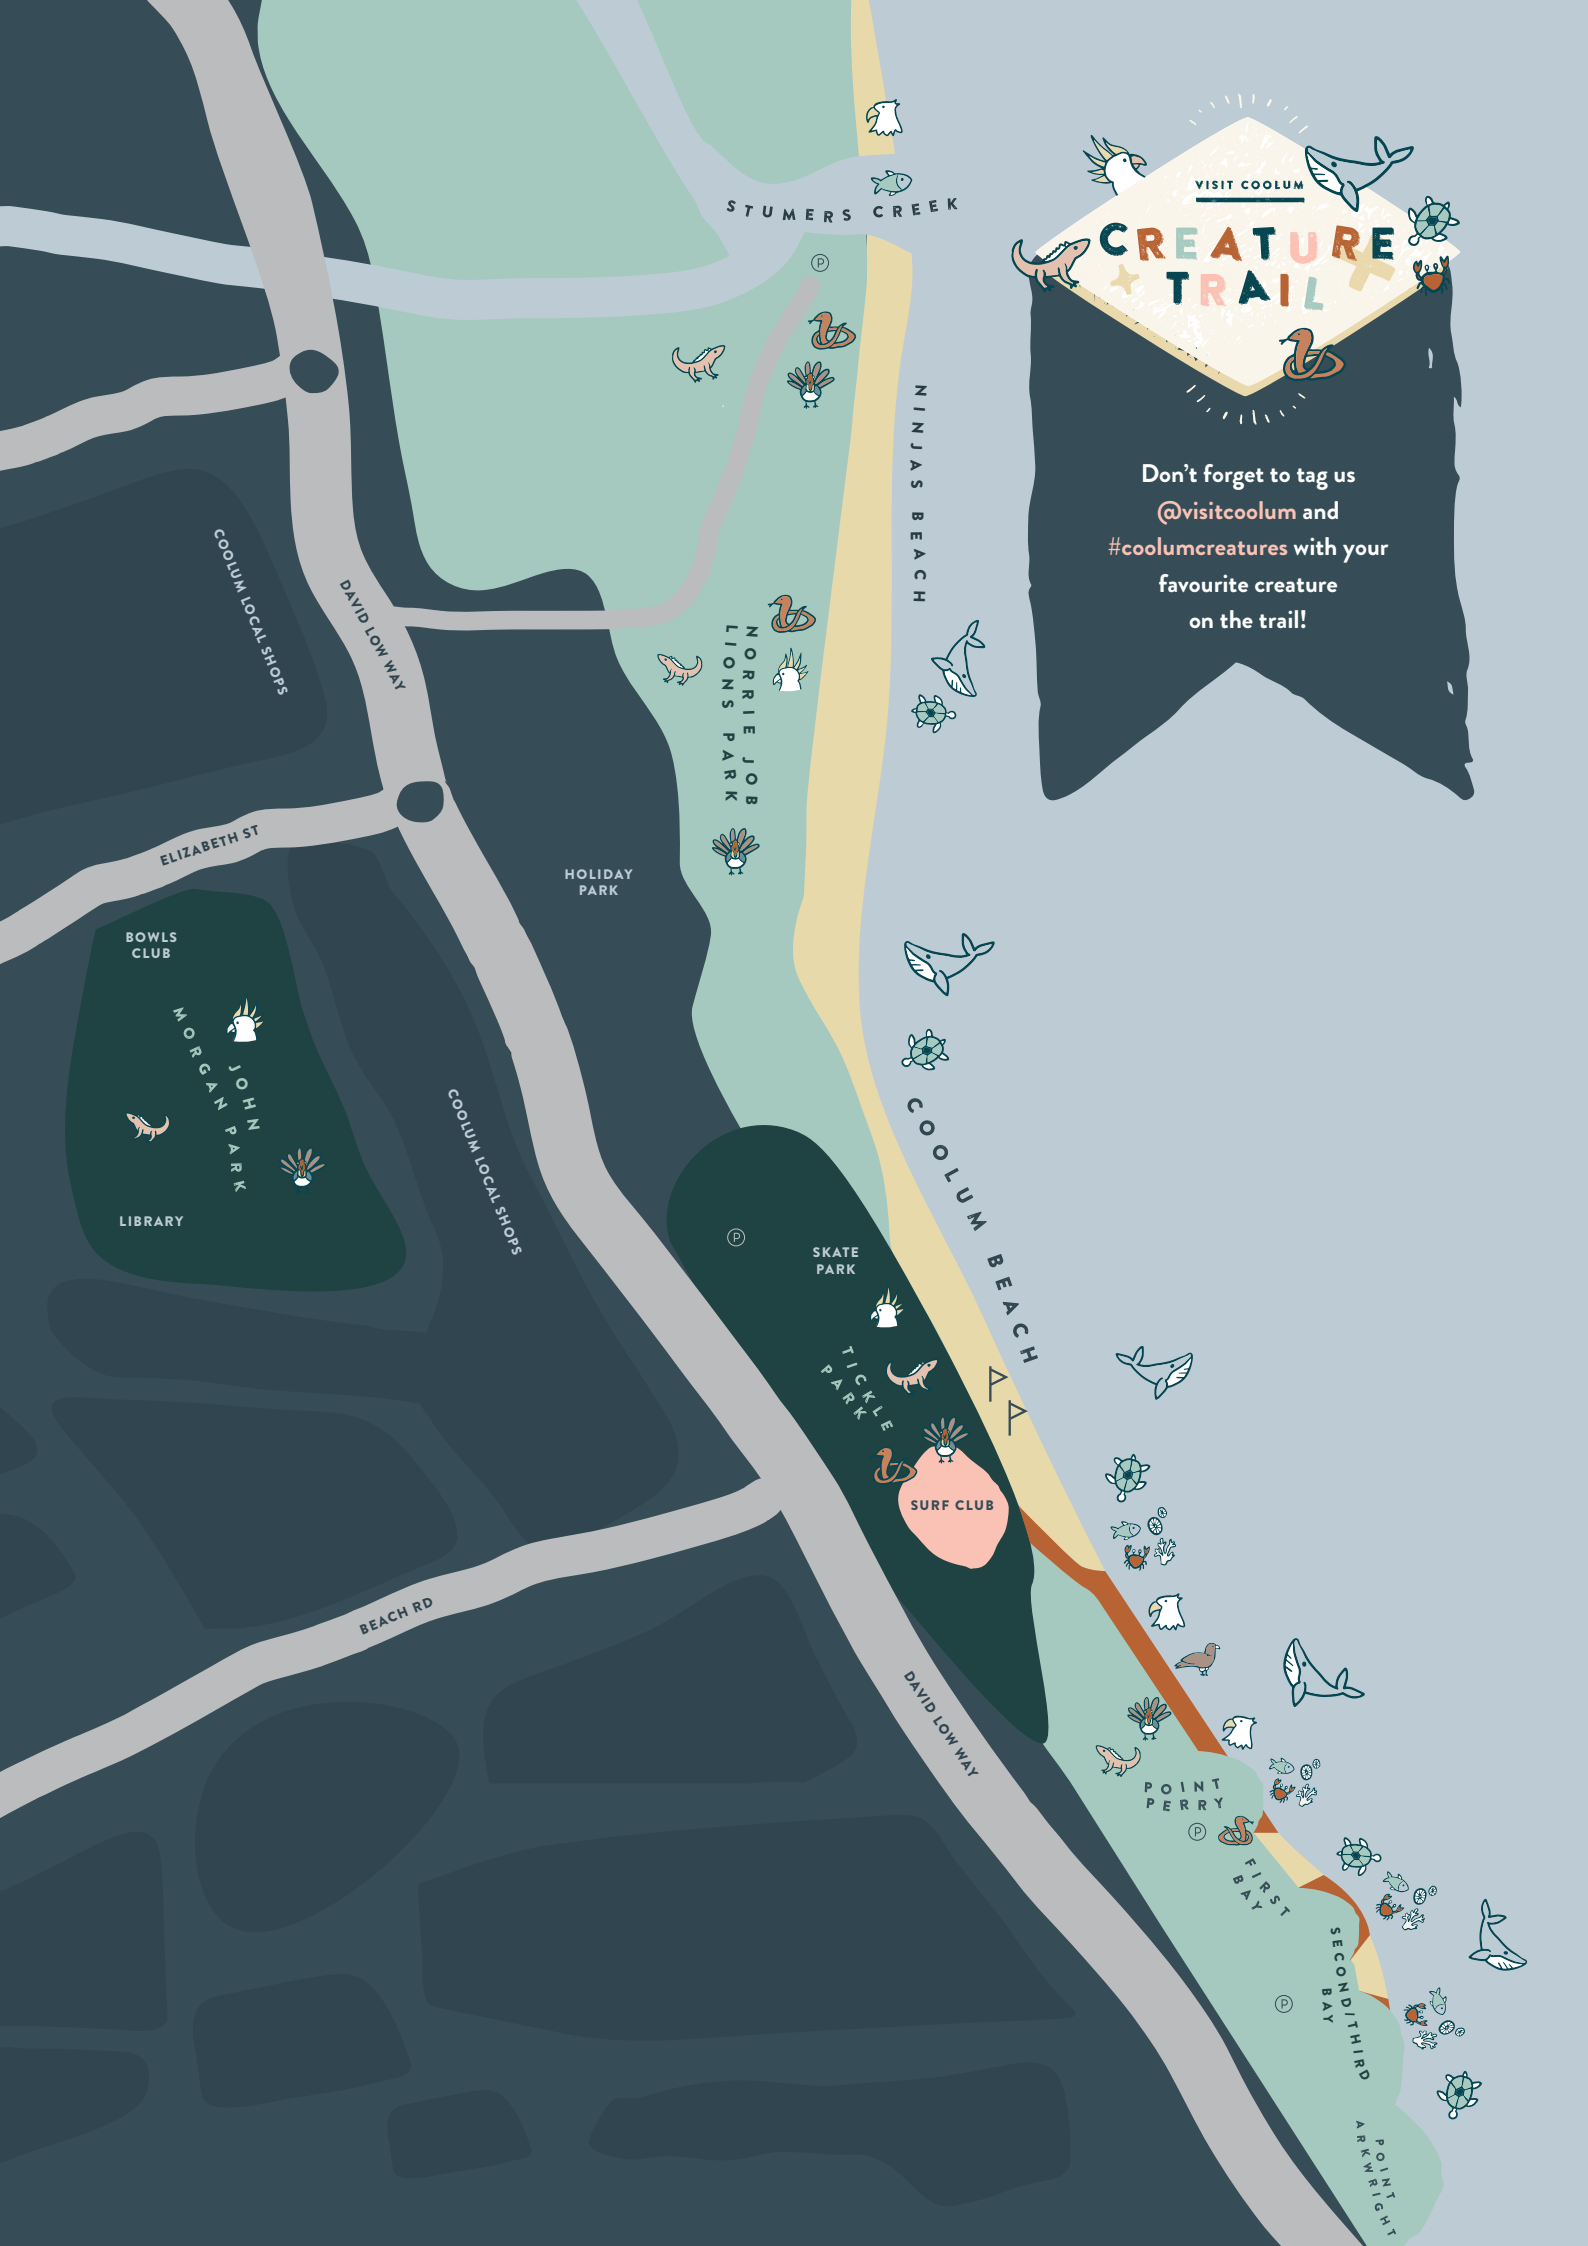 VISIT COOLUM
CREATURE
TRAIL
Don't forget to tag us
@visitcoolum and
#coolumcreatures with your
favourite creature
on the trail!
STUMERS CREEK
P
NINJAS BEACH
COOLUM LOCAL SHOPS
DAVID LOW WAY
NORRIE JOB
LIONS PARK
ELIZABETH ST
HOLIDAY
PARK
BOWLS
CLUB
JOHN
MORGAN PARK
LIBRARY
COOLUM LOCAL SHOPS
COOLUM BEACH
P
SKATE
PARK
TICKLE
PARK
SURF CLUB
BEACH RD
DAVID LOW WAY
POINT
PERRY
P
FIRST
BAY
SECOND/THIRD
BAY
P
POINT
ARKWRIGHT